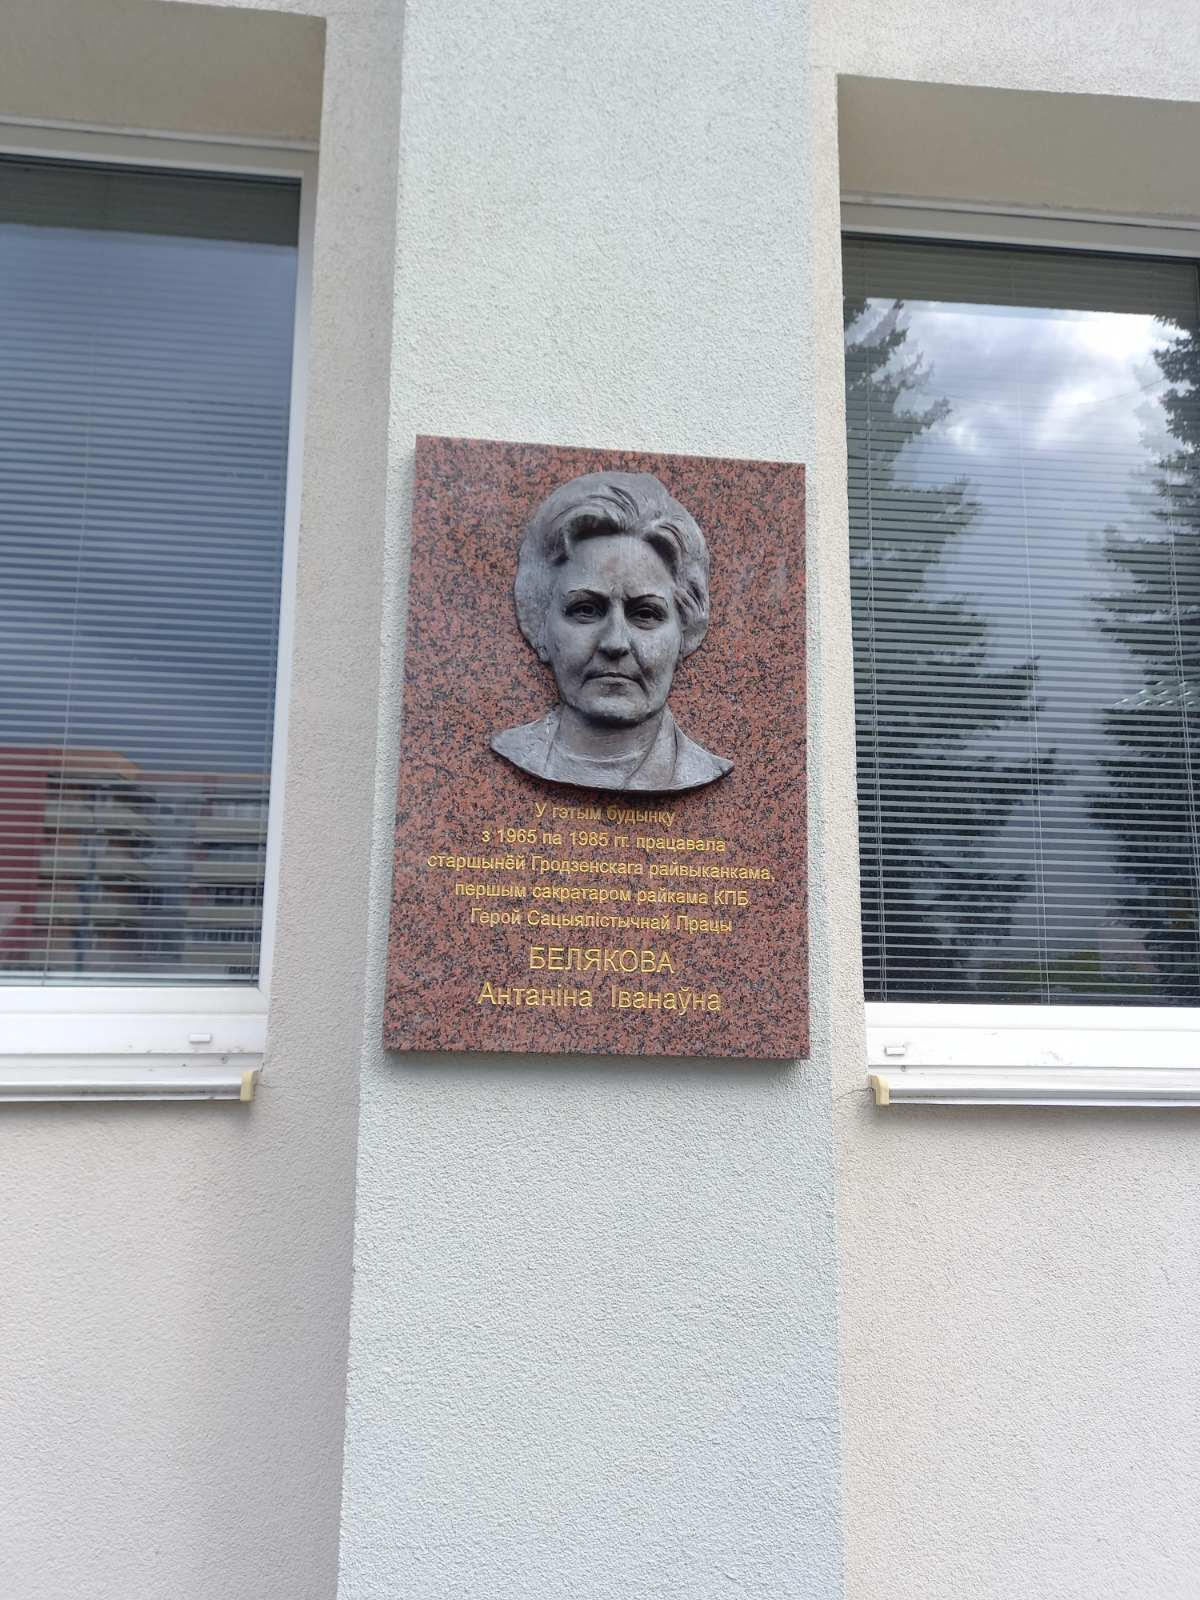 У гэтым будынку
з 1965 па 1985 гг. працавала
старшынёй Гродзенскага райвыканкама,
першым сакратаром райкама КПБ
Герой Сацыялістычнай Працы
БЕЛЯКОВА
Антаніна Іванаўна